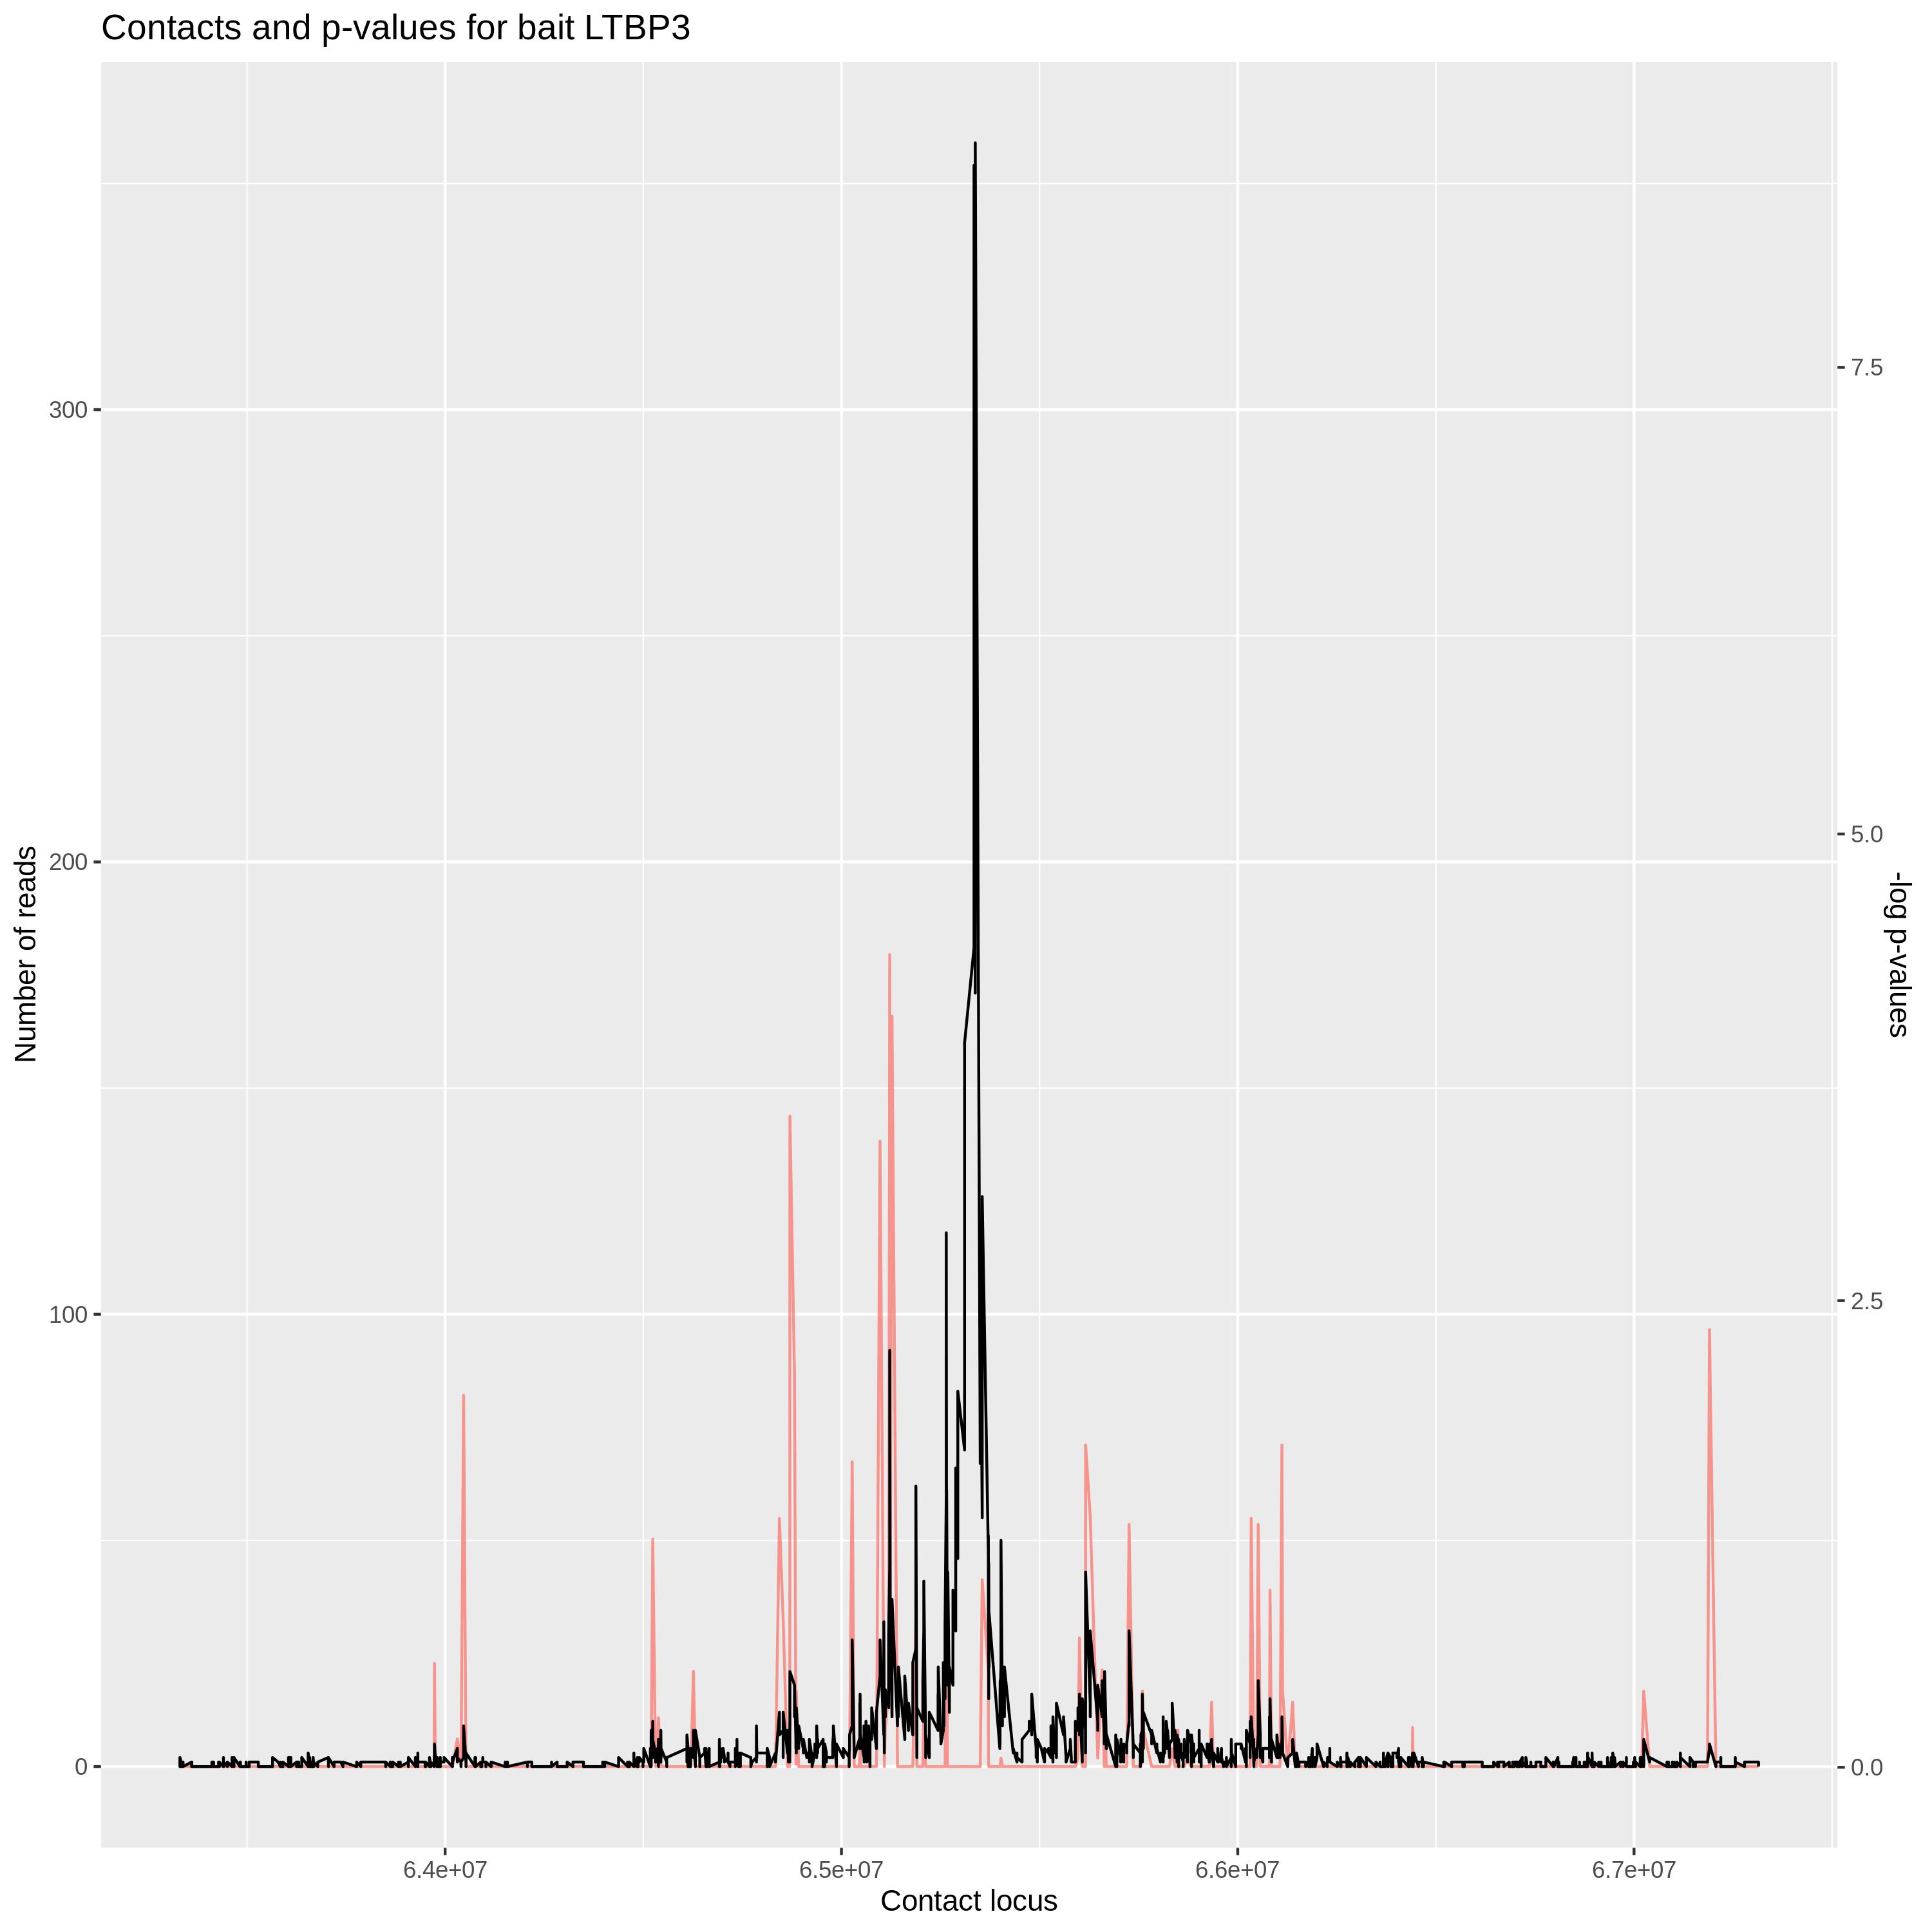 Contacts and p-values for bait LTBP3
300
200
100
0
7.5
5.0
2.5
0.0
Number of reads
-log p-values
6.4e+07 6.5e+07 6.6e+07 6.7e+07
Contact locus